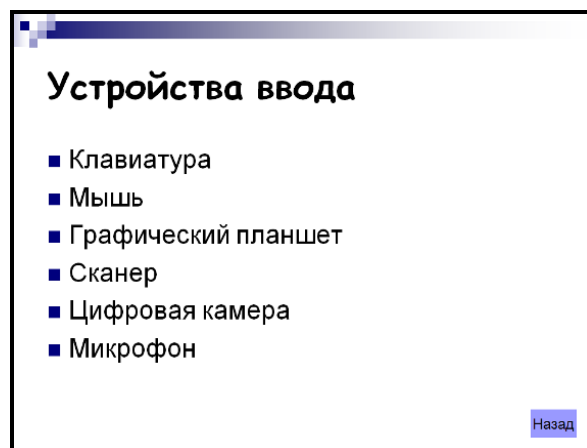 Устройства ввода
Клавиатура
Мышь
Графический планшет
Сканер
Цифровая камера
Микрофон
Назад